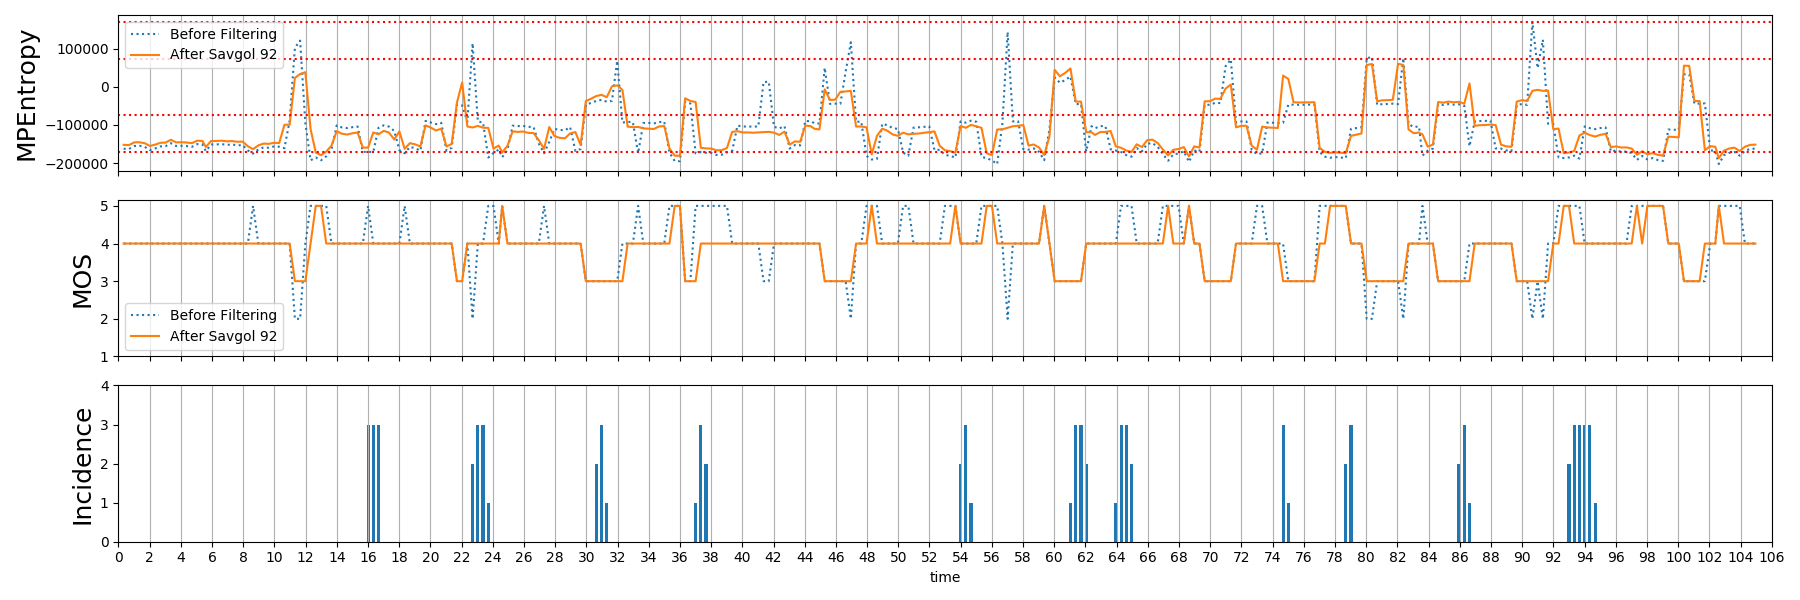 MPEntropy
100000
0
−100000
−200000
Before Filtering
After Savgol 92
MOS
5
4
3
2
1
Before Filtering
After Savgol 92
Incidence
4
3
2
1
0
0 2 4 6 8 10 12 14 16 18 20 22 24 26 28 30 32 34 36 38 40 42 44 46 48 50 52 54 56 58 60 62 64 66 68 70 72 74 76 78 80 82 84 86 88 90 92 94 96 98 100 102 104 106
time